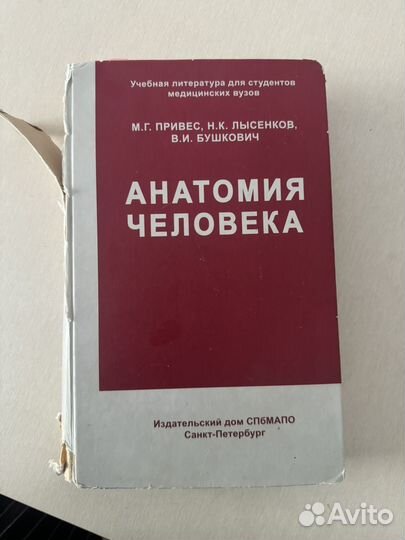 Учебная литература для студентов
медицинских вузов
М.Г. ПРИВЕС, Н.К. ЛЫСЕНКОВ,
В.И. БУШКОВИЧ
АНАТОМИЯ
ЧЕЛОВЕКА
Издательский дом СПбМАПО
Санкт-Петербург
Avito